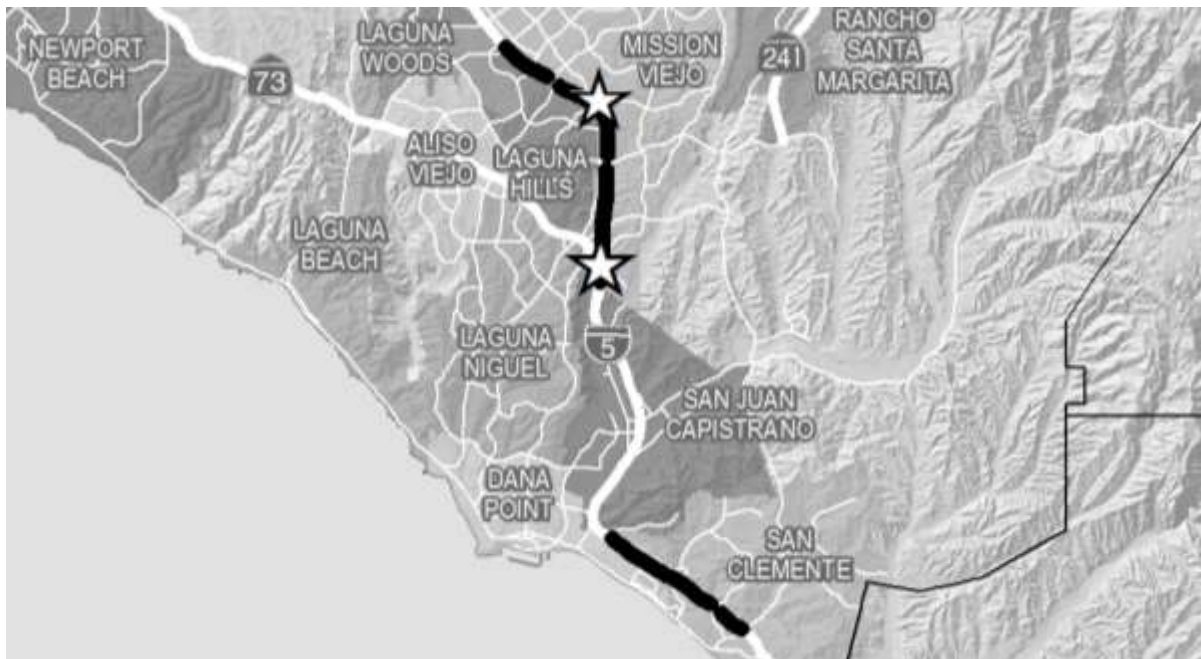 NEWPORT
BEACH
73
LAGUNA
WOODS
MISSION
VIEJO
241
RANCHO
SANTA
MARGARITA
ALISO
VIEJO
LAGUNA
HILLS
LAGUNA
BEACH
LAGUNA
NIGUEL
5
SAN JUAN
CAPISTRANO
DANA
POINT
SAN
CLEMENTE